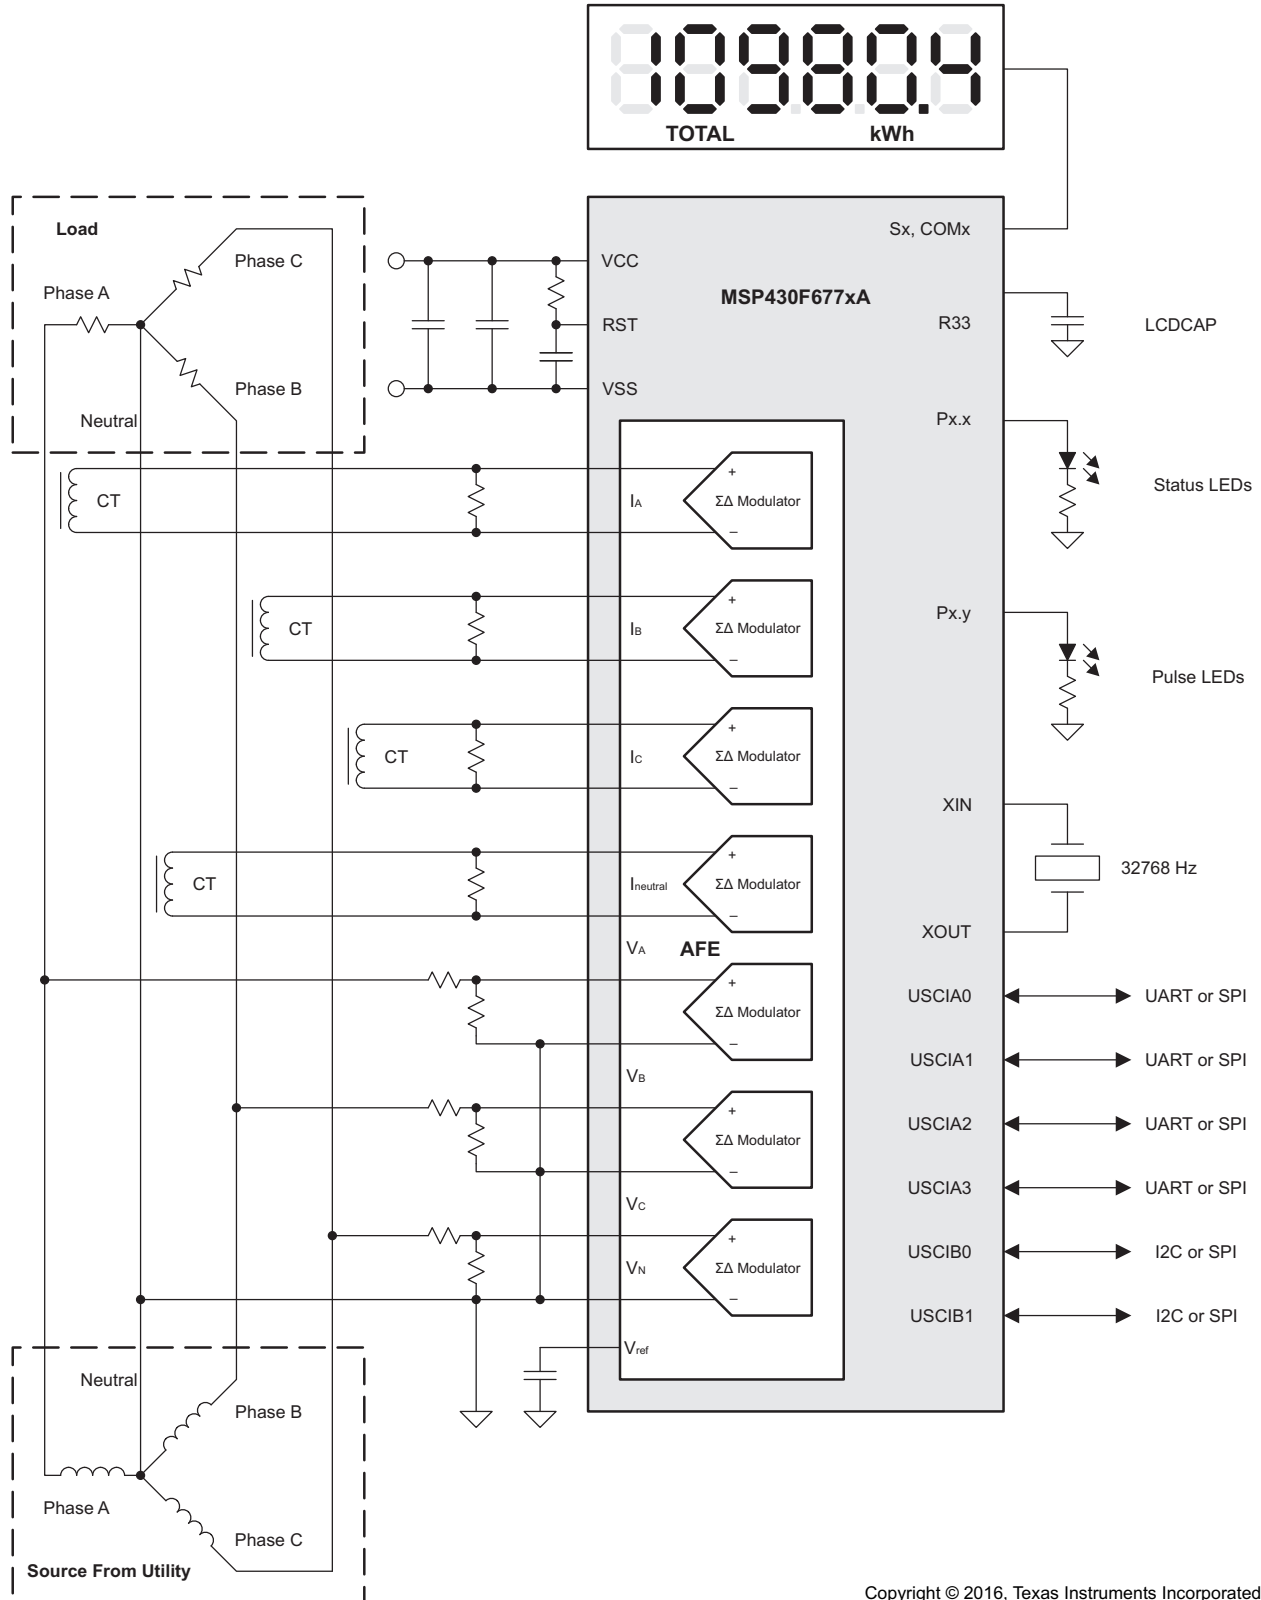 10980.4
TOTAL kWh
Load
Phase C
Phase A
Phase B
Neutral
VCC
RST
VSS
MSP430F677xA
Sx, COMx
R33
LCDCAP
Px.x
Status LEDs
CT
IA
+
ΣΔ Modulator
–
CT
IB
+
ΣΔ Modulator
–
Px.y
Pulse LEDs
CT
IC
+
ΣΔ Modulator
–
XIN
32768 Hz
XOUT
CT
Ineutral
+
ΣΔ Modulator
–
VA
AFE
+
ΣΔ Modulator
–
USCIA0 UART or SPI
USCIA1 UART or SPI
VB
+
ΣΔ Modulator
–
USCIA2 UART or SPI
USCIA3 UART or SPI
VC
+
VN
ΣΔ Modulator
–
USCIB0 I2C or SPI
USCIB1 I2C or SPI
Vref
Neutral
Phase B
Phase A
Phase C
Source From Utility
Copyright © 2016, Texas Instruments Incorporated